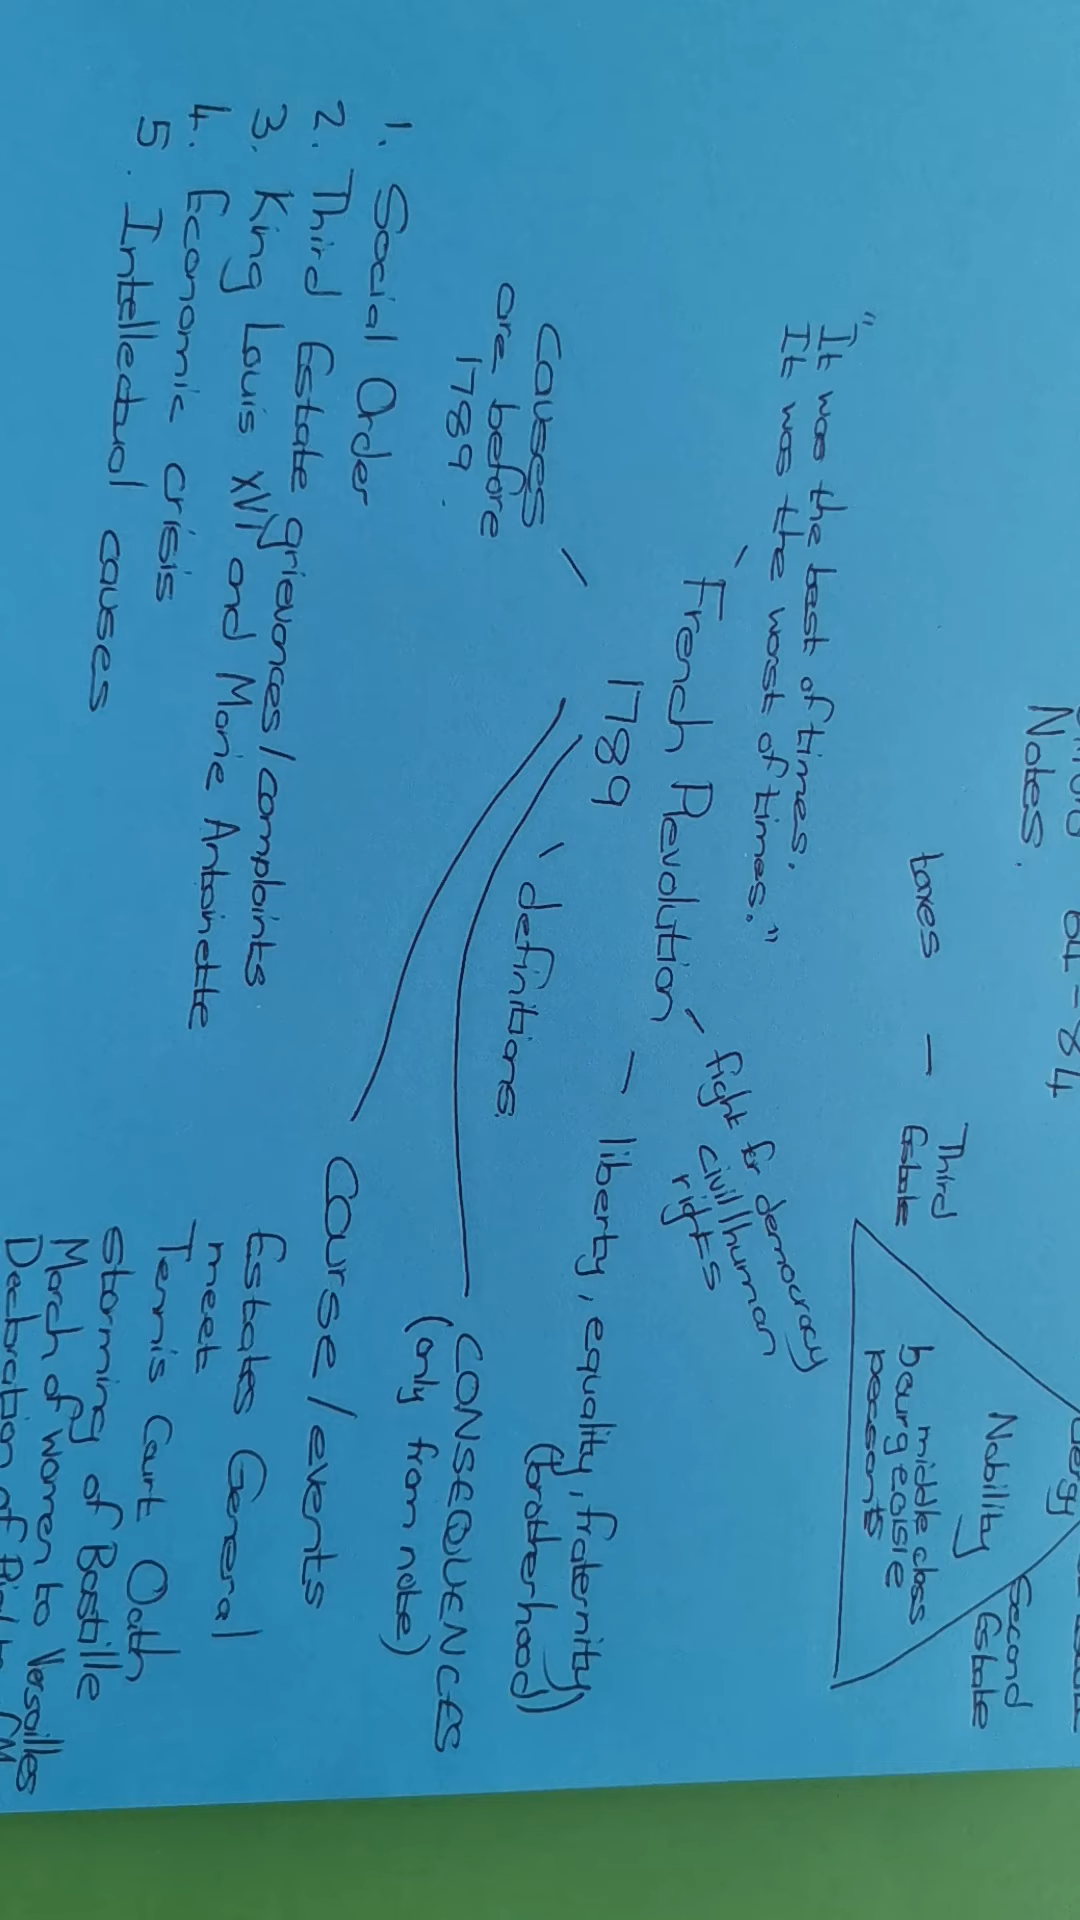 64 - 84
Notes.
taxes - Third
Estate
Nobility
Second
Estate
middle class
bourgeoisie
peasants
"It was the best of times.
It was the worst of times."
French Revolution
1789
fight for democracy
civil/human
rights
liberty, equality, fraternity
(brotherhood)
causes
are before
1789.
definitions
CONSEQUENCES
(only from note)
1. Social Order
2. Third Estate grievances/complaints
3. King Louis XVI and Marie Antoinette
4. Economic crisis
5. Intellectual causes
Course/events
Estates General
meet
Tennis Court Oath
Storming of Bastille
March of Women to Versailles
Declaration of